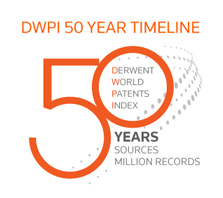 DWPI 50 YEAR TIMELINE
50
DERWENT
WORLD
PATENTS
INDEX
YEARS
SOURCES
MILLION RECORDS